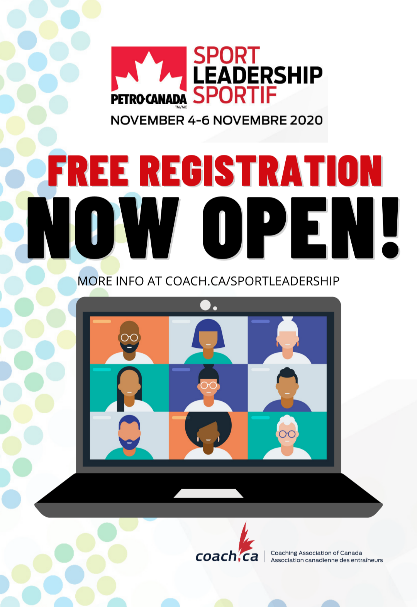 SPORT
LEADERSHIP
SPORTIF
PETRO-CANADA
NOVEMBER 4-6 NOVEMBRE 2020
FREE REGISTRATION
NOW OPEN!
MORE INFO AT COACH.CA/SPORTLEADERSHIP
coach.ca
Coaching Association of Canada
Association canadienne des entraîneurs